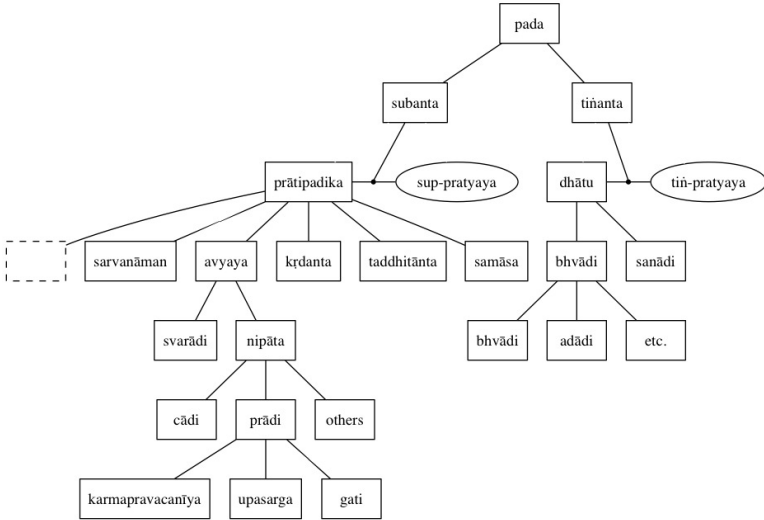 pada
subanta
tiṅanta
prātipadika
sup-pratyaya
dhātu
tiṅ-pratyaya
sarvanāman
avyaya
kṛdanta
taddhitānta
samāsa
bhvādi
sanādi
svarādi
nipāta
bhvādi
adādi
etc.
cādi
prādi
others
karmapravacanīya
upasarga
gati